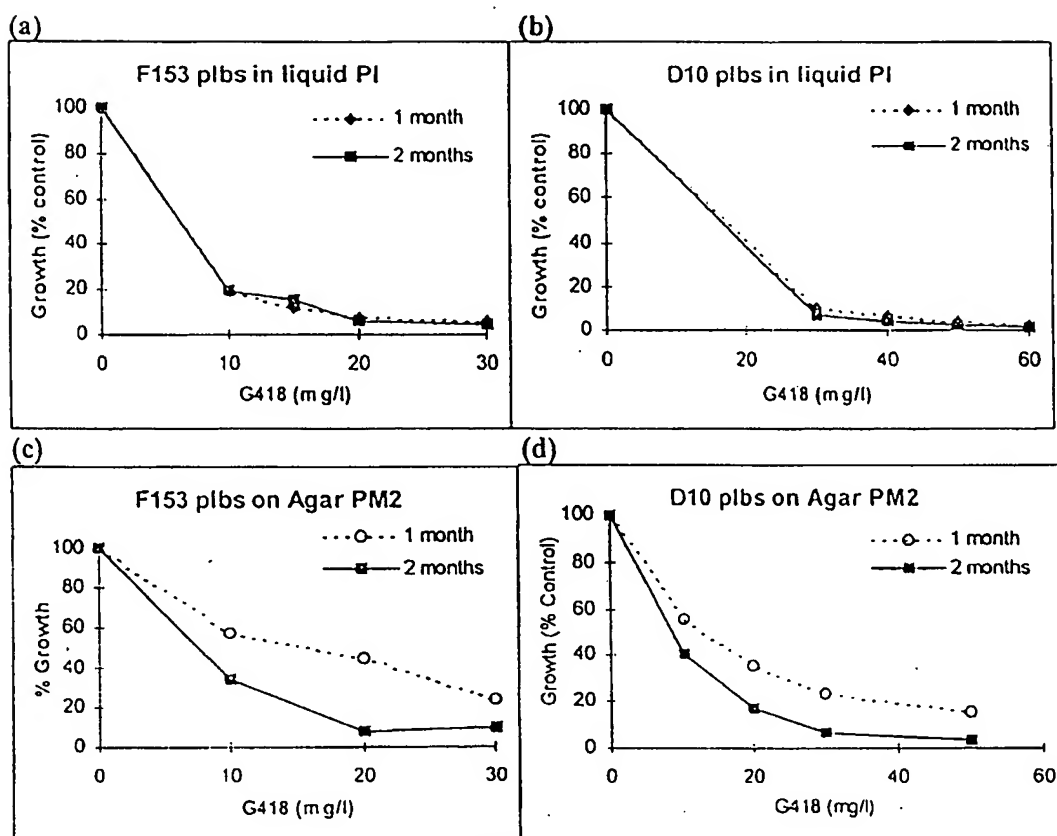 (a)
F153 plbs in liquid PI
1 month
2 months
100
80
60
40
20
0
Growth (% control)
0 10 20 30
G418 (mg/l)
(b)
D10 plbs in liquid PI
1 month
2 months
100
80
60
40
20
0
Growth (% control)
0 20 40 60
G418 (mg/l)
(c)
F153 plbs on Agar PM2
1 month
2 months
100
80
60
40
20
0
% Growth
0 10 20 30
G418 (mg/l)
(d)
D10 plbs on Agar PM2
1 month
2 months
100
80
60
40
20
0
Growth (% Control)
0 20 40 60
G418 (mg/l)